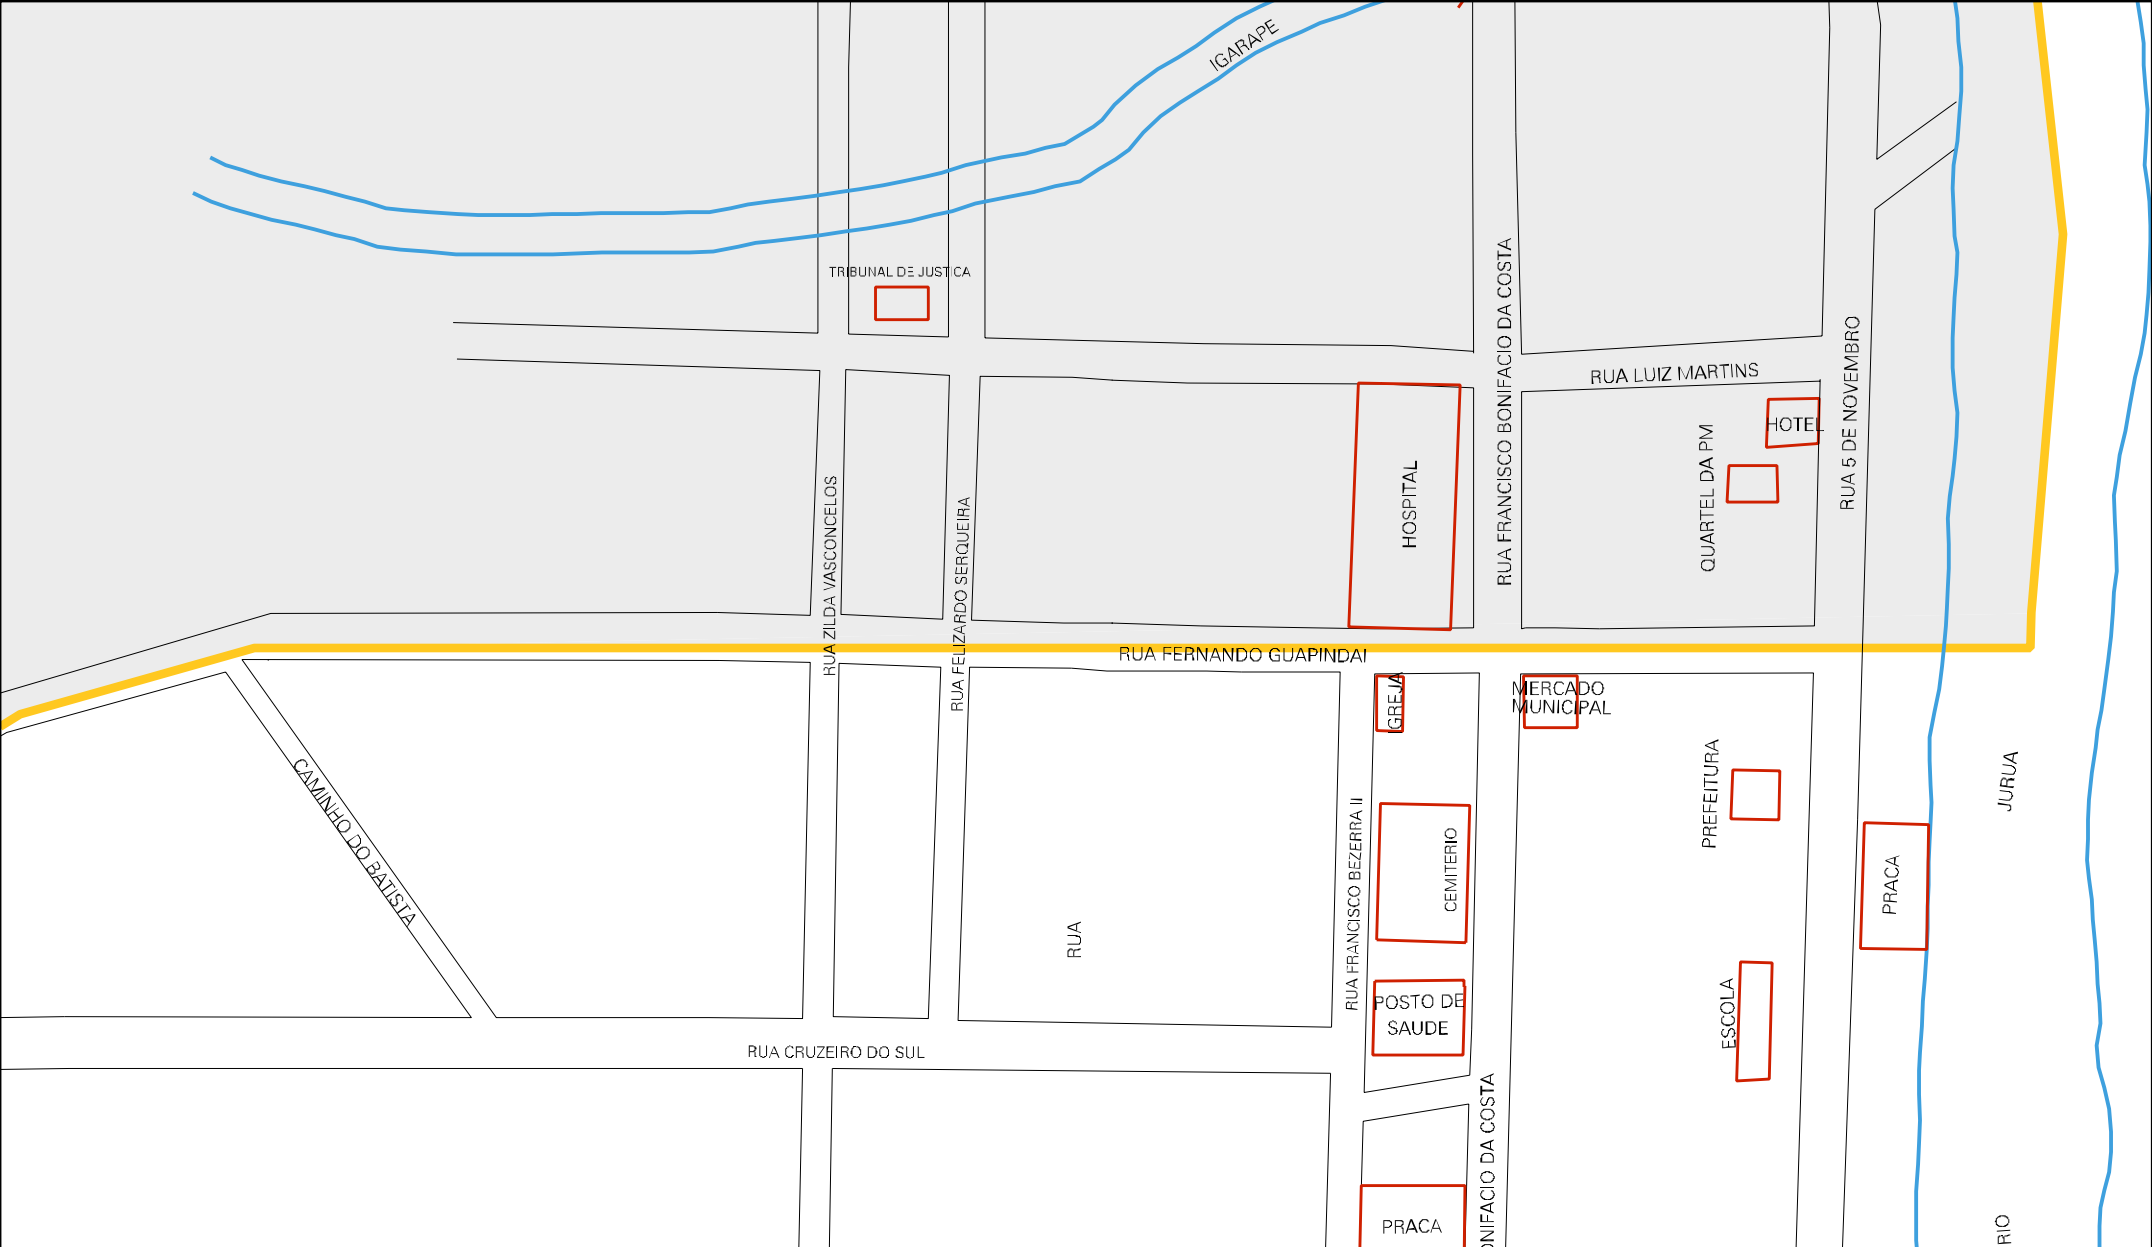 IGARAPE
TRIBUNAL DE JUSTICA
RUA FRANCISCO BONIFACIO DA COSTA
RUA LUIZ MARTINS
RUA 5 DE NOVEMBRO
HOTEL
QUARTEL DA PM
HOSPITAL
RUA ZILDA VASCONCELOS
RUA FELIZARDO SERQUEIRA
RUA FERNANDO GUAPINDAI
IGREJA
MERCADO
MUNICIPAL
PREFEITURA
JURUA
CAMINHO DO BATISTA
RUA FRANCISCO BEZERRA II
CEMITERIO
PRACA
RUA
POSTO DE
SAUDE
ESCOLA
RUA CRUZEIRO DO SUL
ONIFACIO DA COSTA
PRACA
RIO